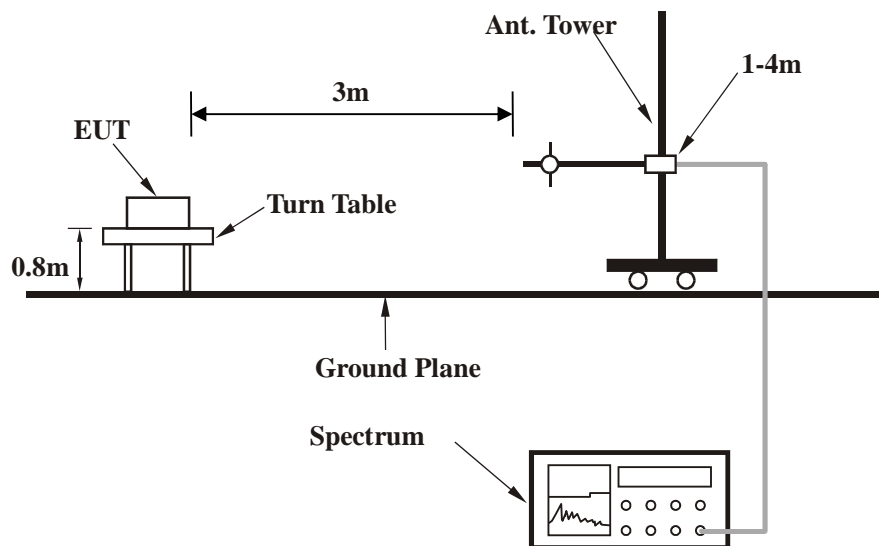 Ant. Tower
1-4m
3m
EUT
Turn Table
0.8m
Ground Plane
Spectrum